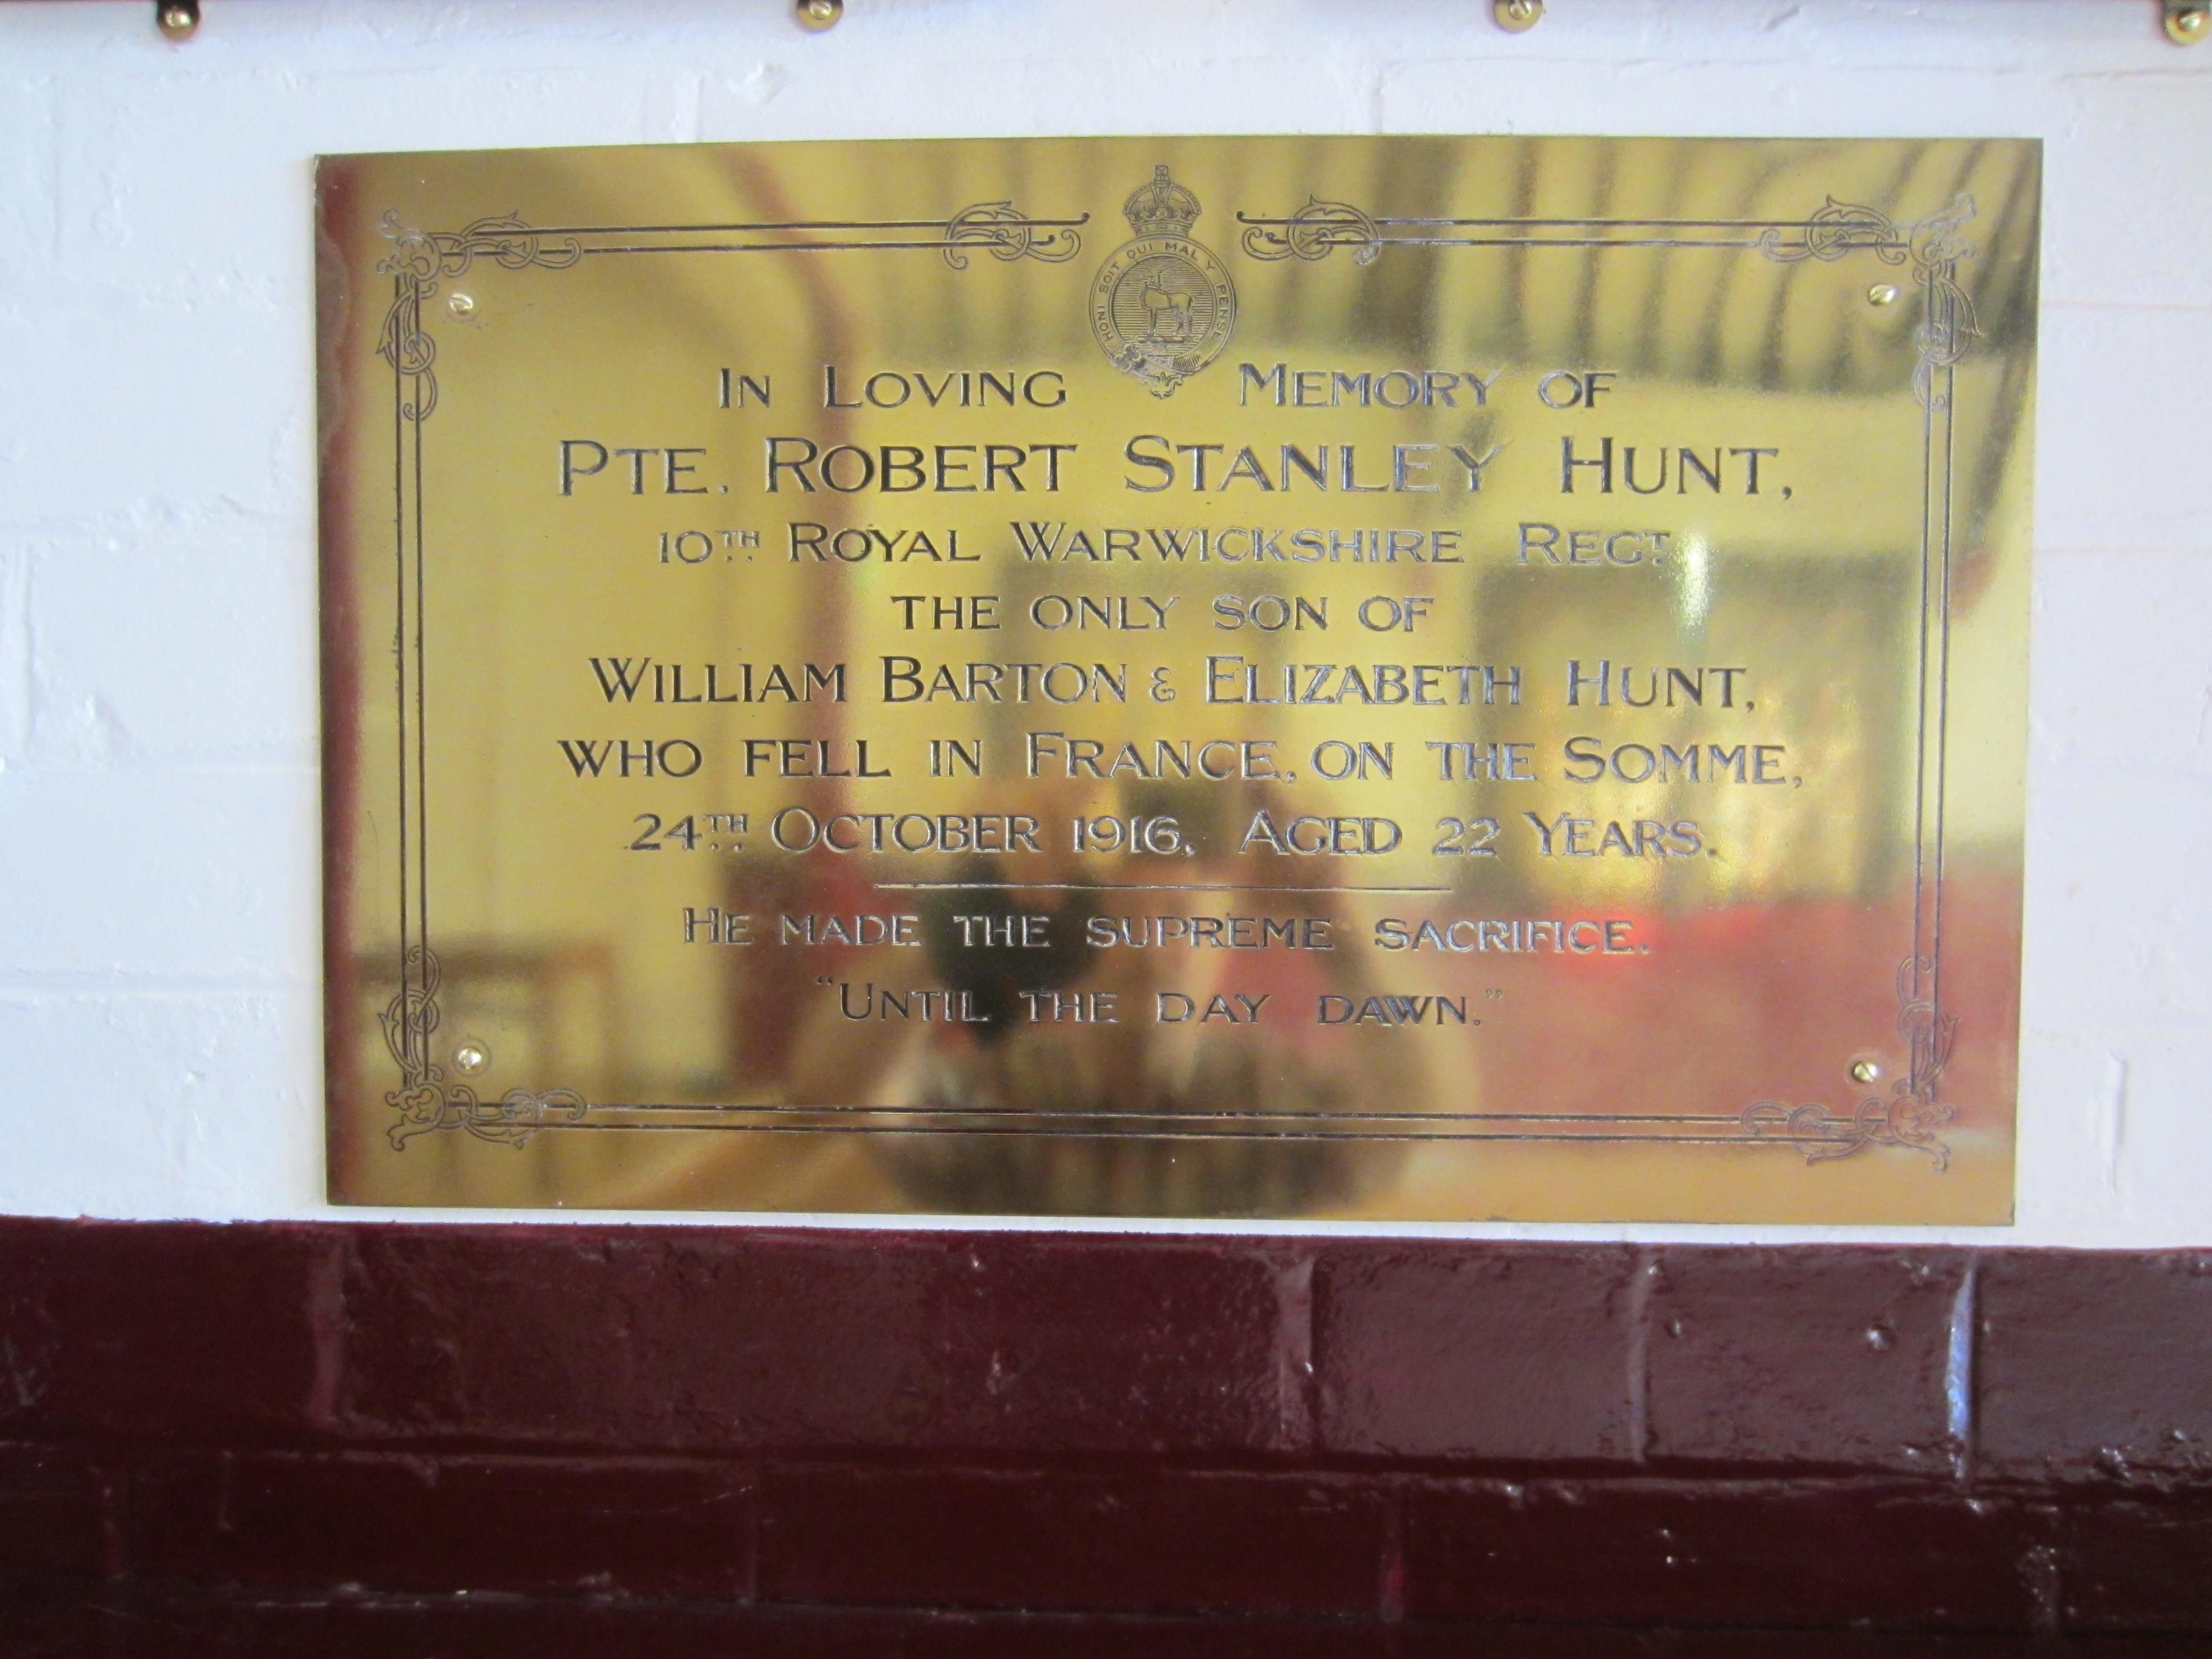 HONI SOIT QUI MAL Y PENSE
IN LOVING MEMORY OF
PTE. ROBERT STANLEY HUNT,
10TH ROYAL WARWICKSHIRE REGT.
THE ONLY SON OF
WILLIAM BARTON & ELIZABETH HUNT,
WHO FELL IN FRANCE, ON THE SOMME,
24TH OCTOBER 1916, AGED 22 YEARS.
HE MADE THE SUPREME SACRIFICE.
"UNTIL THE DAY DAWN."